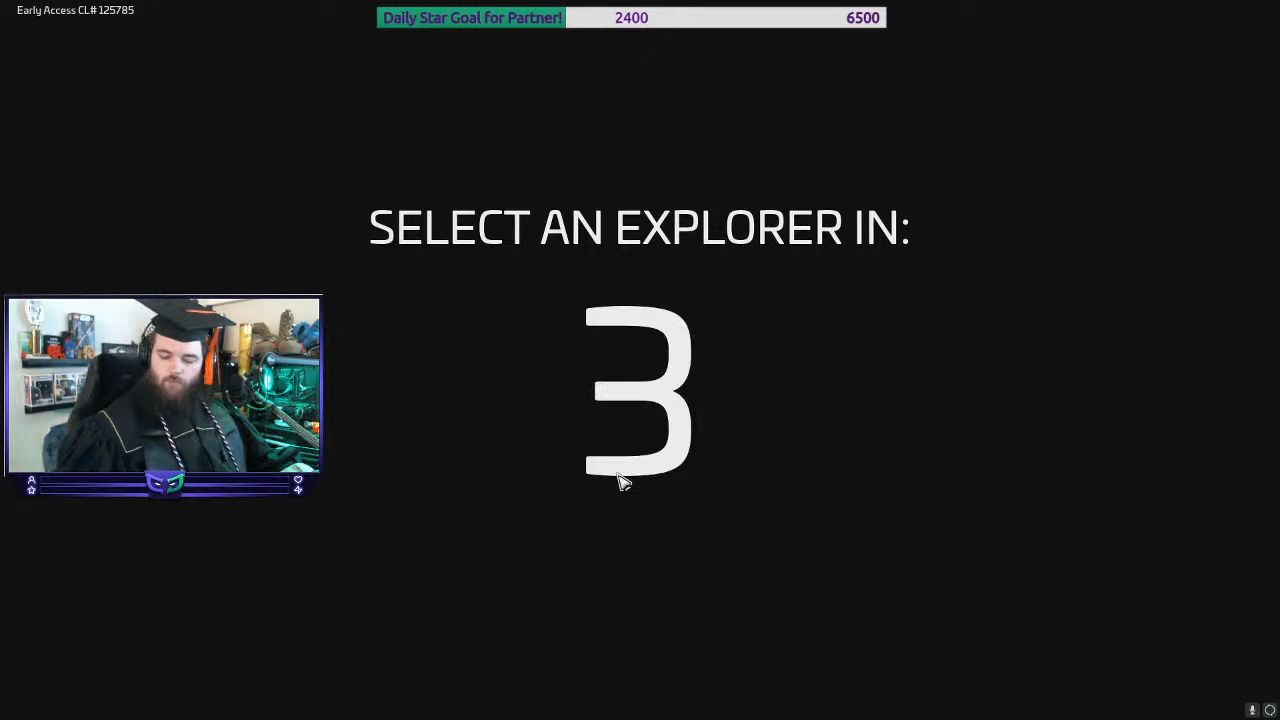 Early Access CL# 125785
Daily Star Goal for Partner! 2400 6500
SELECT AN EXPLORER IN:
3